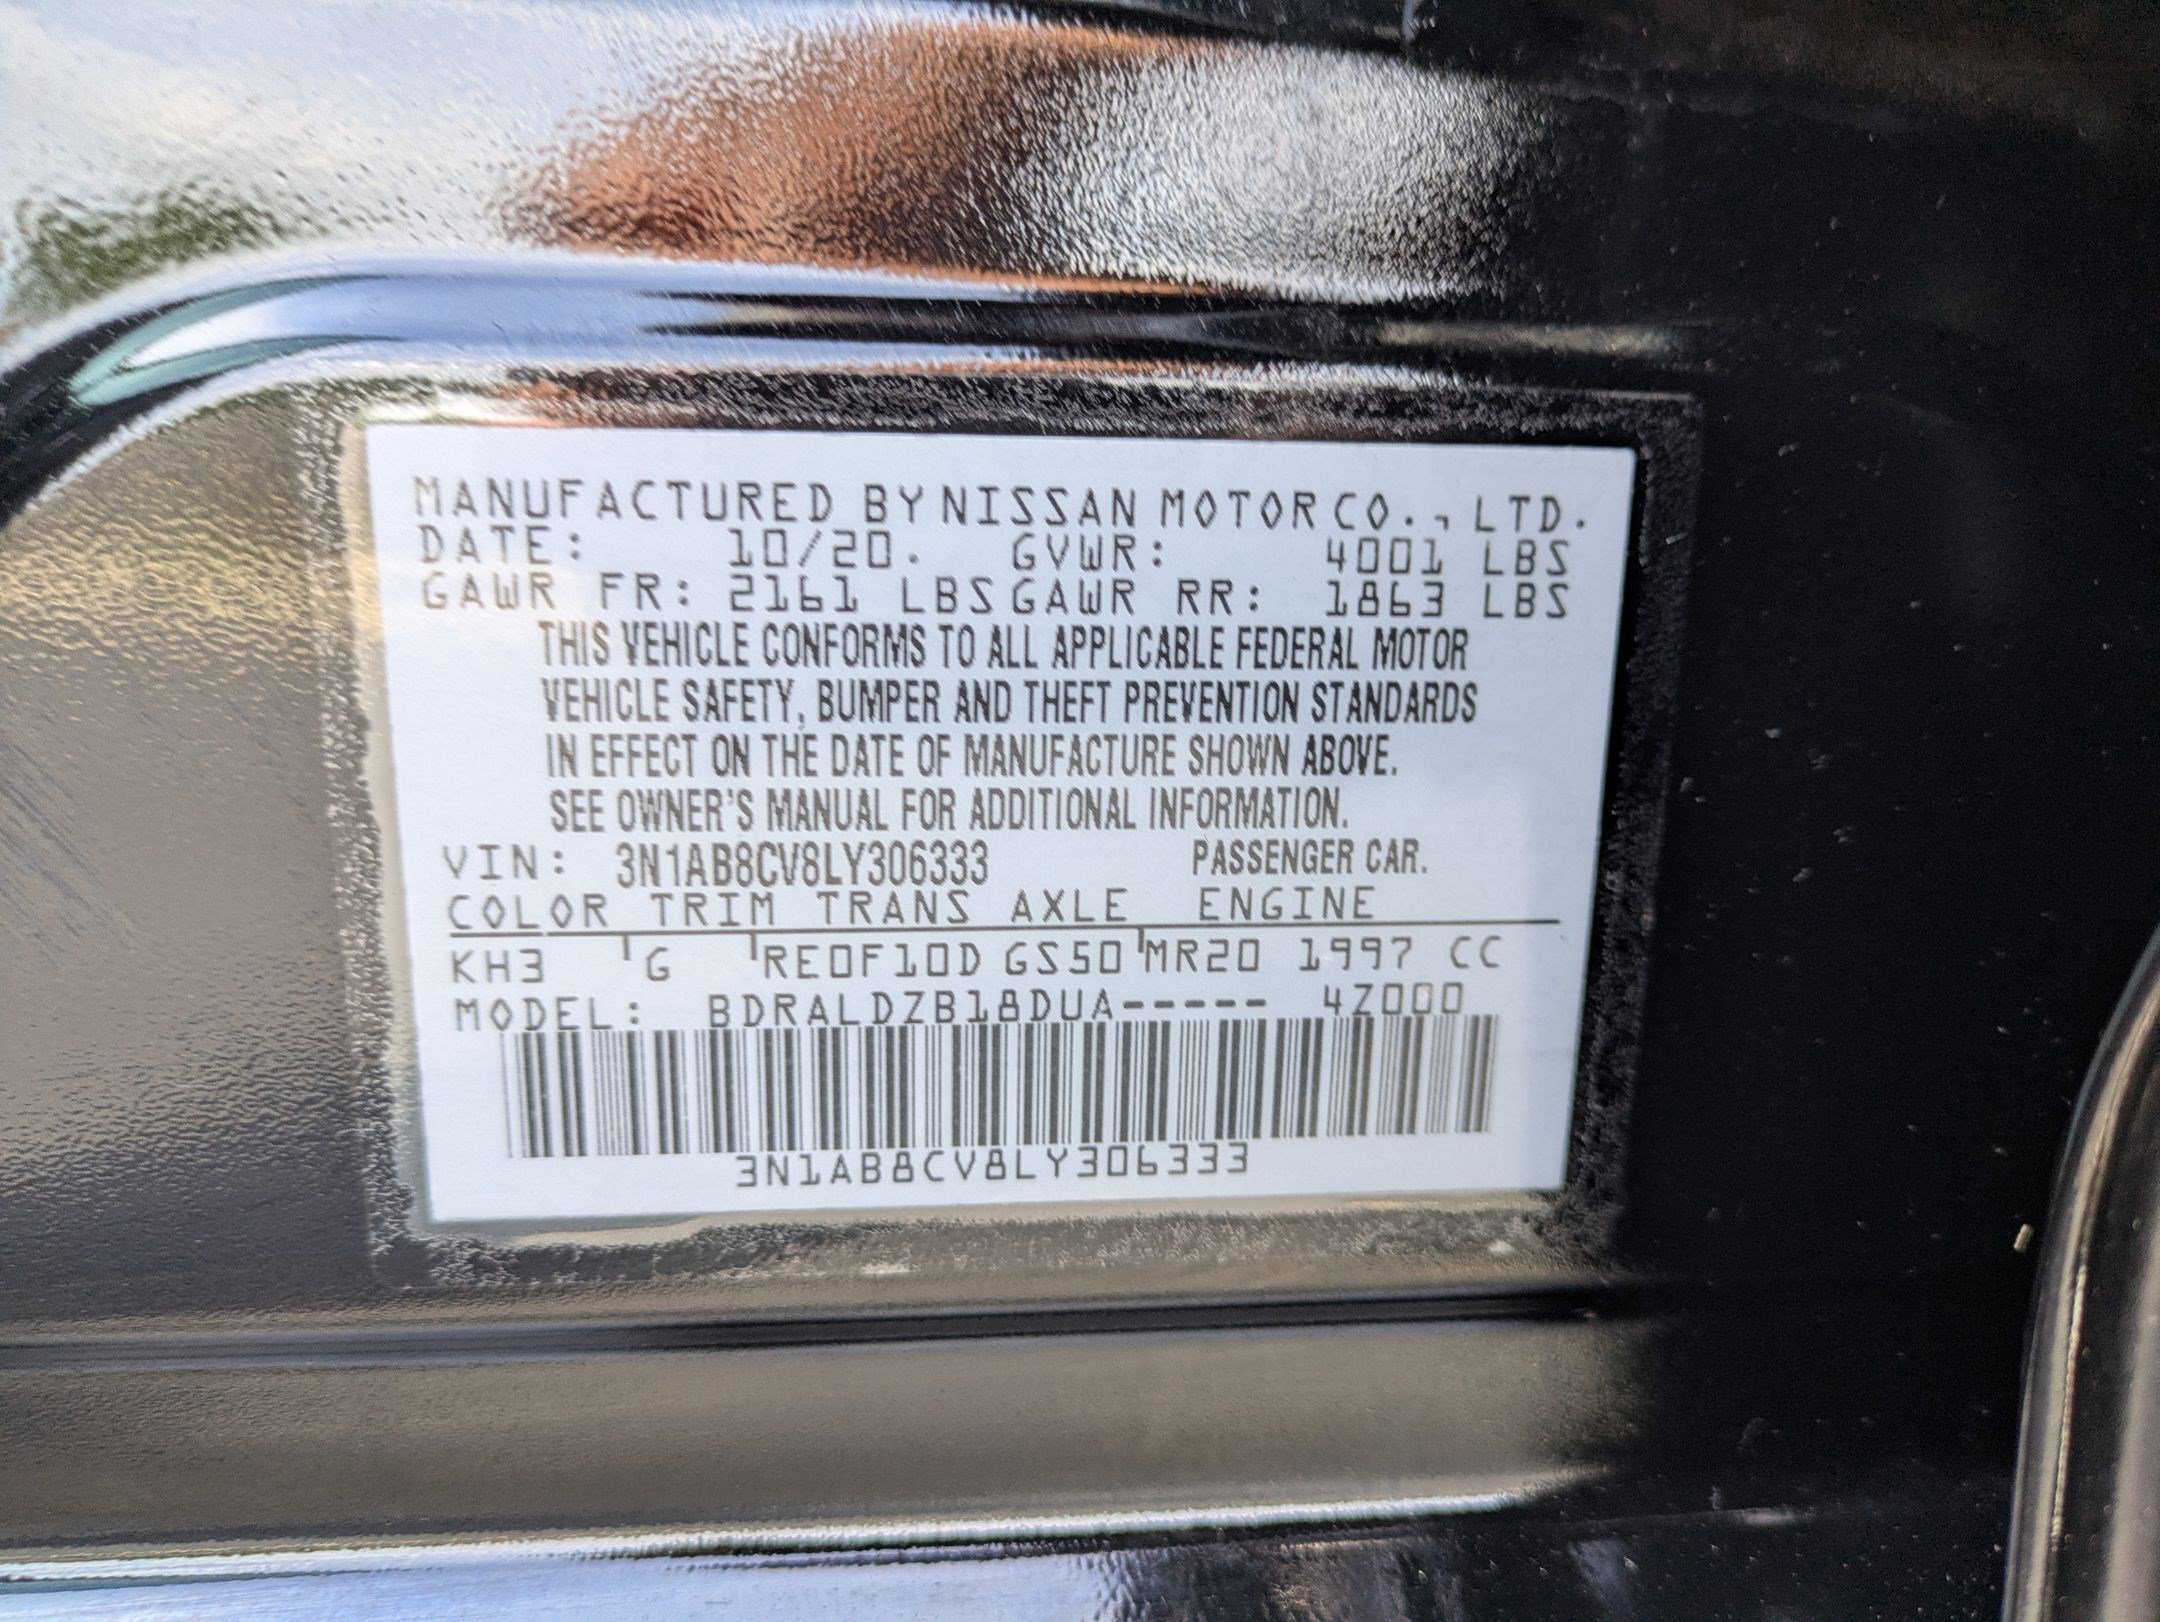 MANUFACTURED BY NISSAN MOTOR CO., LTD.
DATE: 10/20. GVWR: 4001 LBS
GAWR FR: 2161 LBS GAWR RR: 1863 LBS
THIS VEHICLE CONFORMS TO ALL APPLICABLE FEDERAL MOTOR
VEHICLE SAFETY, BUMPER AND THEFT PREVENTION STANDARDS
IN EFFECT ON THE DATE OF MANUFACTURE SHOWN ABOVE.
SEE OWNER'S MANUAL FOR ADDITIONAL INFORMATION.
VIN: 3N1AB8CV8LY306333 PASSENGER CAR.
COLOR TRIM TRANS AXLE ENGINE
KH3 G RE0F10D GS50 MR20 1997 CC
MODEL: BDRALDZB18DUA----- 4Z000
3N1AB8CV8LY306333